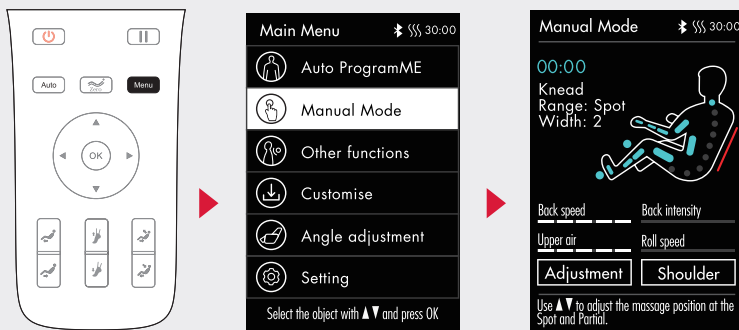 Auto
Zero
Menu
OK
Main Menu
30:00
Auto ProgramME
Manual Mode
Other functions
Customise
Angle adjustment
Setting
Select the object with ▲▼ and press OK
Manual Mode
30:00
00:00
Knead
Range: Spot
Width: 2
Back speed
Back intensity
Upper air
Roll speed
Adjustment
Shoulder
Use ▲▼ to adjust the massage position at the
Spot and Partial.